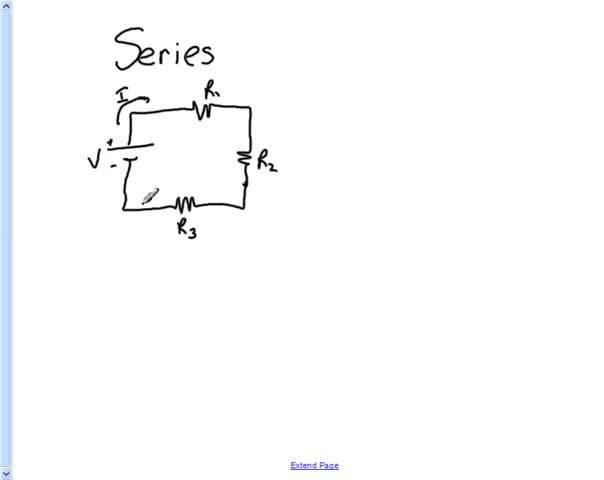 Series
I
R1
+
V
-
R2
R3
Extend Page